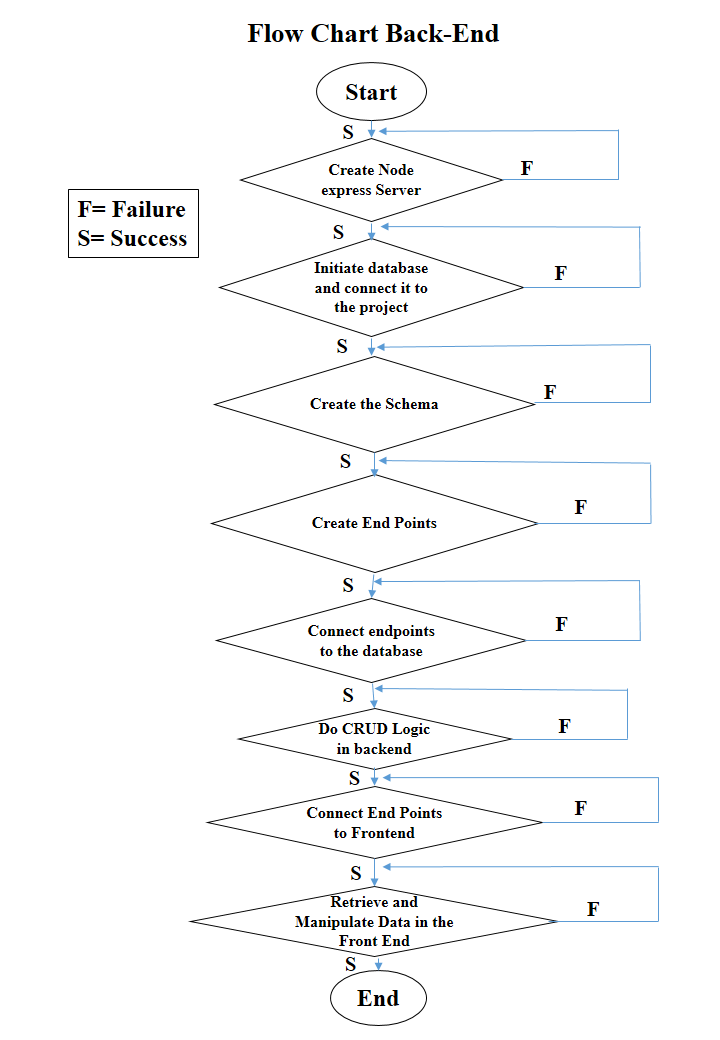 Flow Chart Back-End
Start
S
Create Node
express Server
F
F= Failure
S= Success
S
Initiate database
and connect it to
the project
F
S
Create the Schema
F
S
Create End Points
F
S
Connect endpoints
to the database
F
S
Do CRUD Logic
in backend
F
S
Connect End Points
to Frontend
F
S
Retrieve and
Manipulate Data in the
Front End
F
S
End